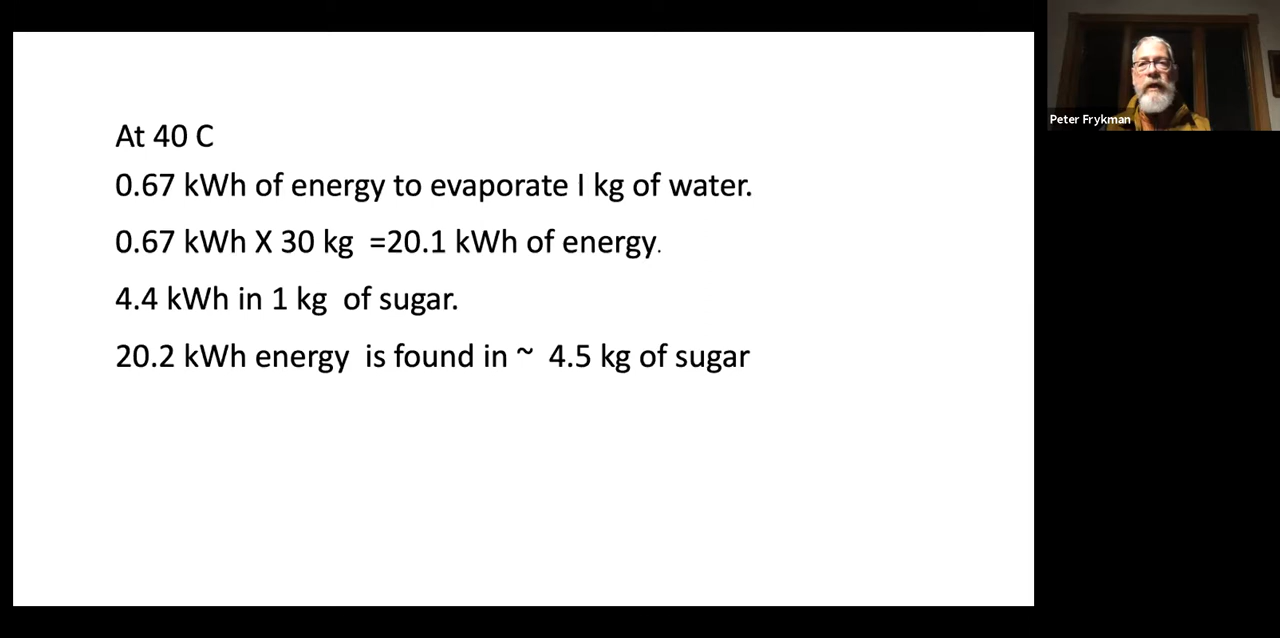 At 40 C
0.67 kWh of energy to evaporate I kg of water.
0.67 kWh X 30 kg =20.1 kWh of energy.
4.4 kWh in 1 kg of sugar.
20.2 kWh energy is found in ~ 4.5 kg of sugar
Peter Frykman